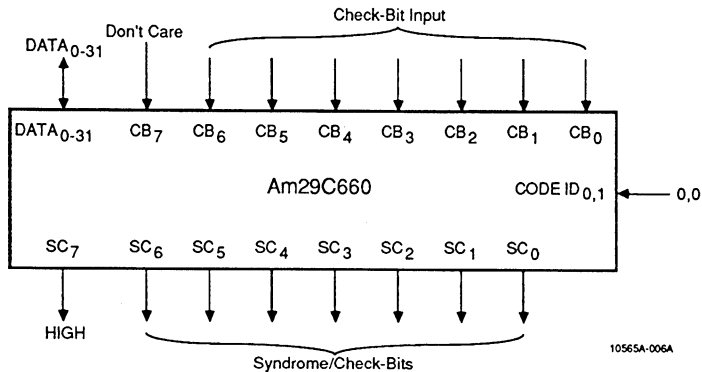 Check-Bit Input
DATA0-31
Don't Care
DATA0-31 CB7 CB6 CB5 CB4 CB3 CB2 CB1 CB0
Am29C660
CODE ID0,1
0,0
SC7 SC6 SC5 SC4 SC3 SC2 SC1 SC0
HIGH
Syndrome/Check-Bits
10565A-006A